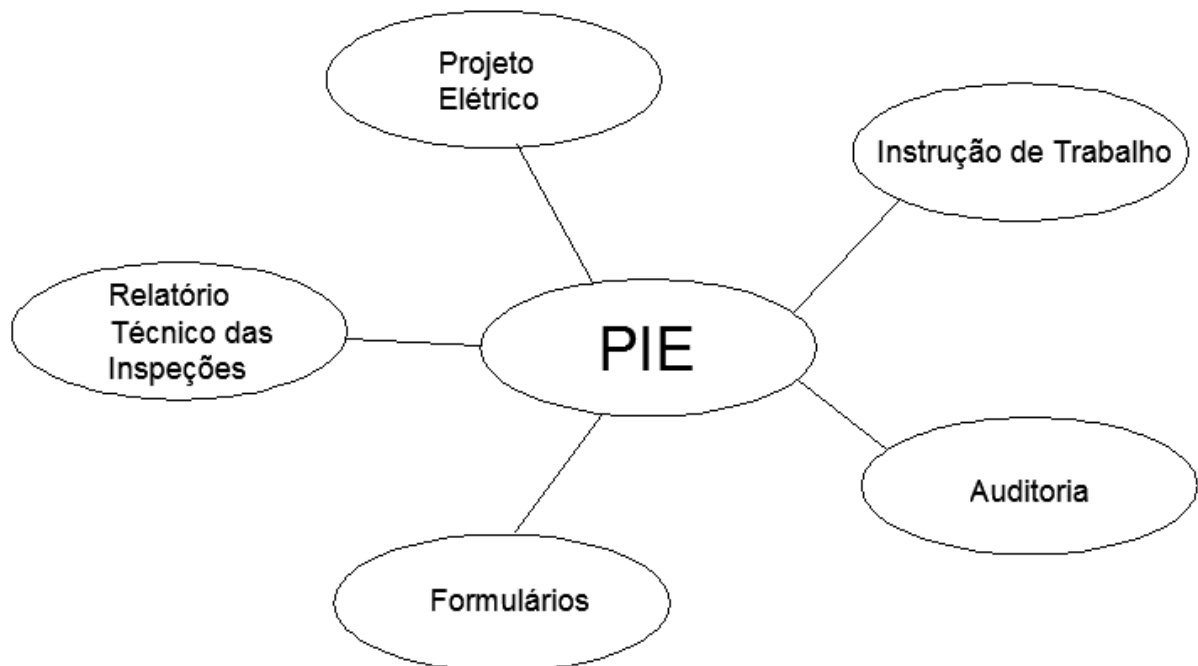 Projeto
Elétrico
Instrução de Trabalho
Relatório
Técnico das
Inspeções
PIE
Auditoria
Formulários